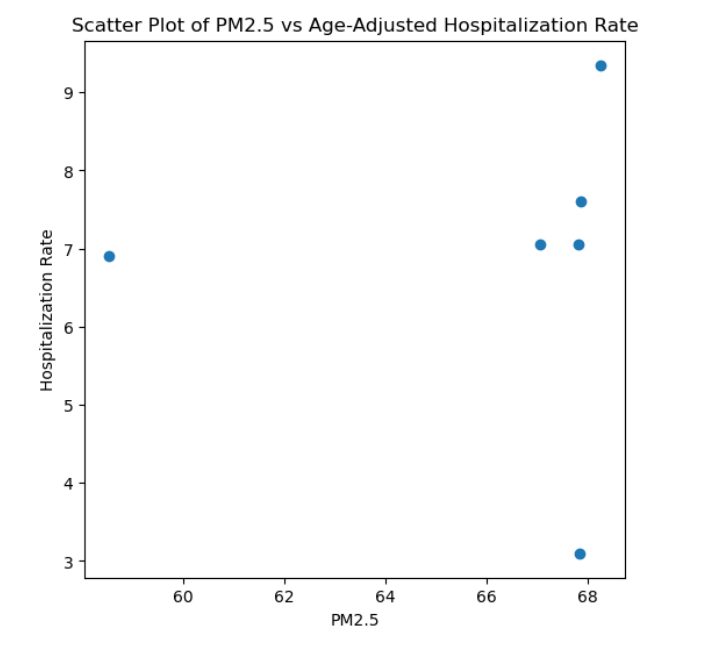 Scatter Plot of PM2.5 vs Age-Adjusted Hospitalization Rate
9
8
7
6
5
4
3
Hospitalization Rate
60 62 64 66 68
PM2.5